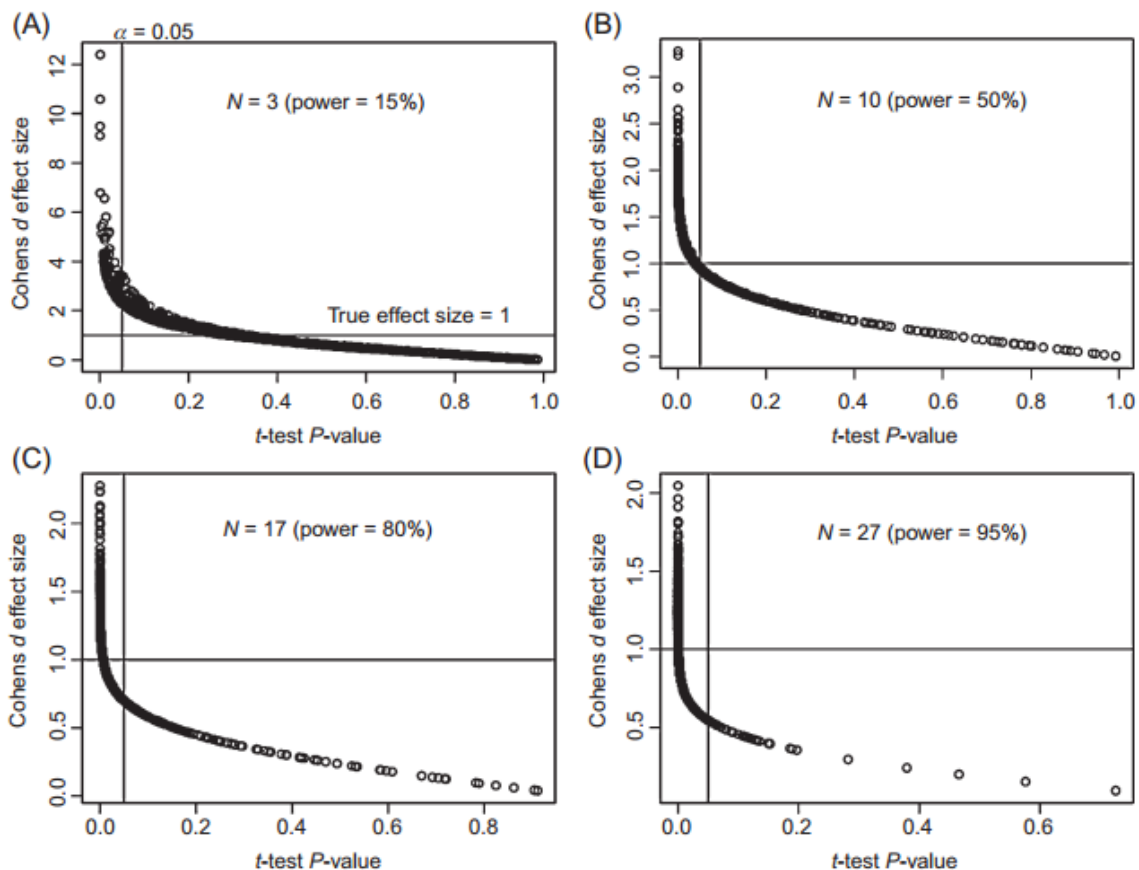 (A)
α = 0.05
N = 3 (power = 15%)
True effect size = 1
Cohens d effect size
12
10
8
6
4
2
0
0.0 0.2 0.4 0.6 0.8 1.0
t-test P-value
(B)
N = 10 (power = 50%)
Cohens d effect size
3.0
2.5
2.0
1.5
1.0
0.5
0.0
0.0 0.2 0.4 0.6 0.8 1.0
t-test P-value
(C)
N = 17 (power = 80%)
Cohens d effect size
2.0
1.5
1.0
0.5
0.0
0.0 0.2 0.4 0.6 0.8
t-test P-value
(D)
N = 27 (power = 95%)
Cohens d effect size
2.0
1.5
1.0
0.5
0.0 0.2 0.4 0.6
t-test P-value